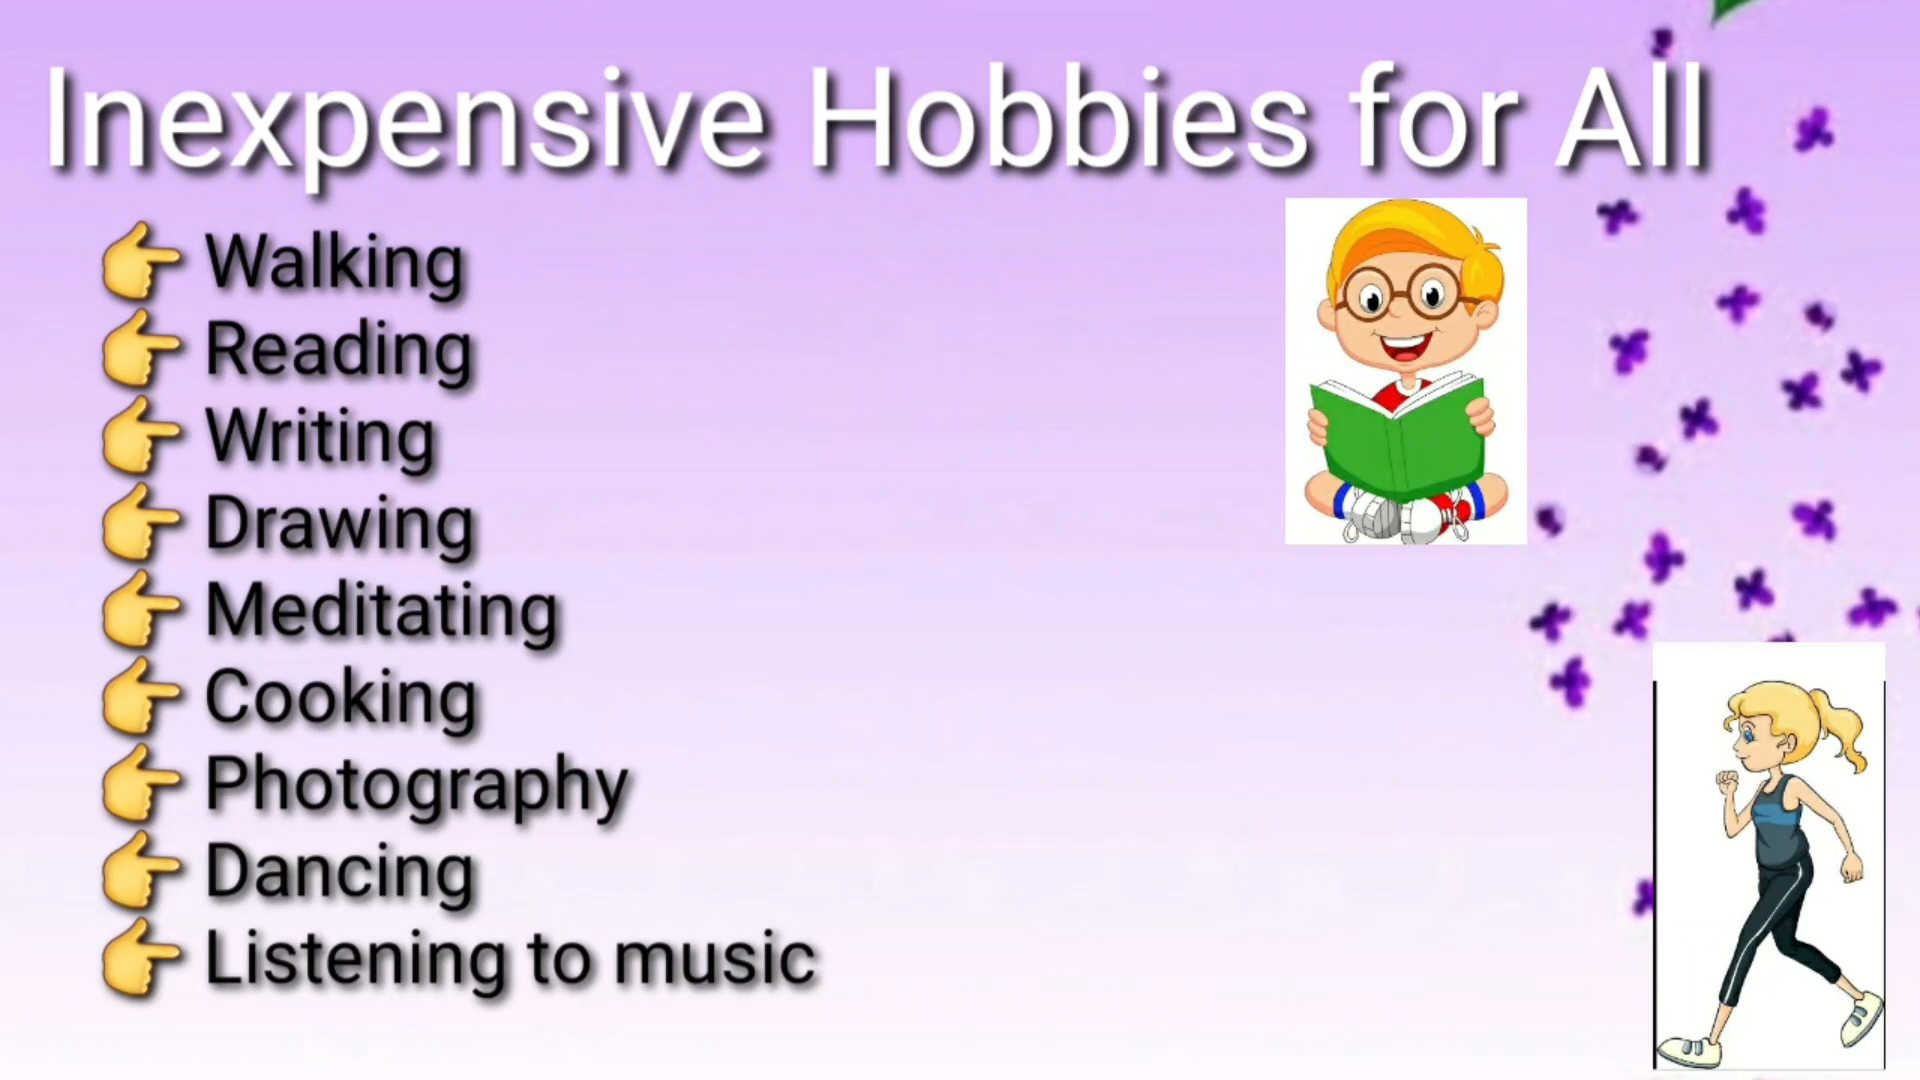 Inexpensive Hobbies for All
👉 Walking
👉 Reading
👉 Writing
👉 Drawing
👉 Meditating
👉 Cooking
👉 Photography
👉 Dancing
👉 Listening to music